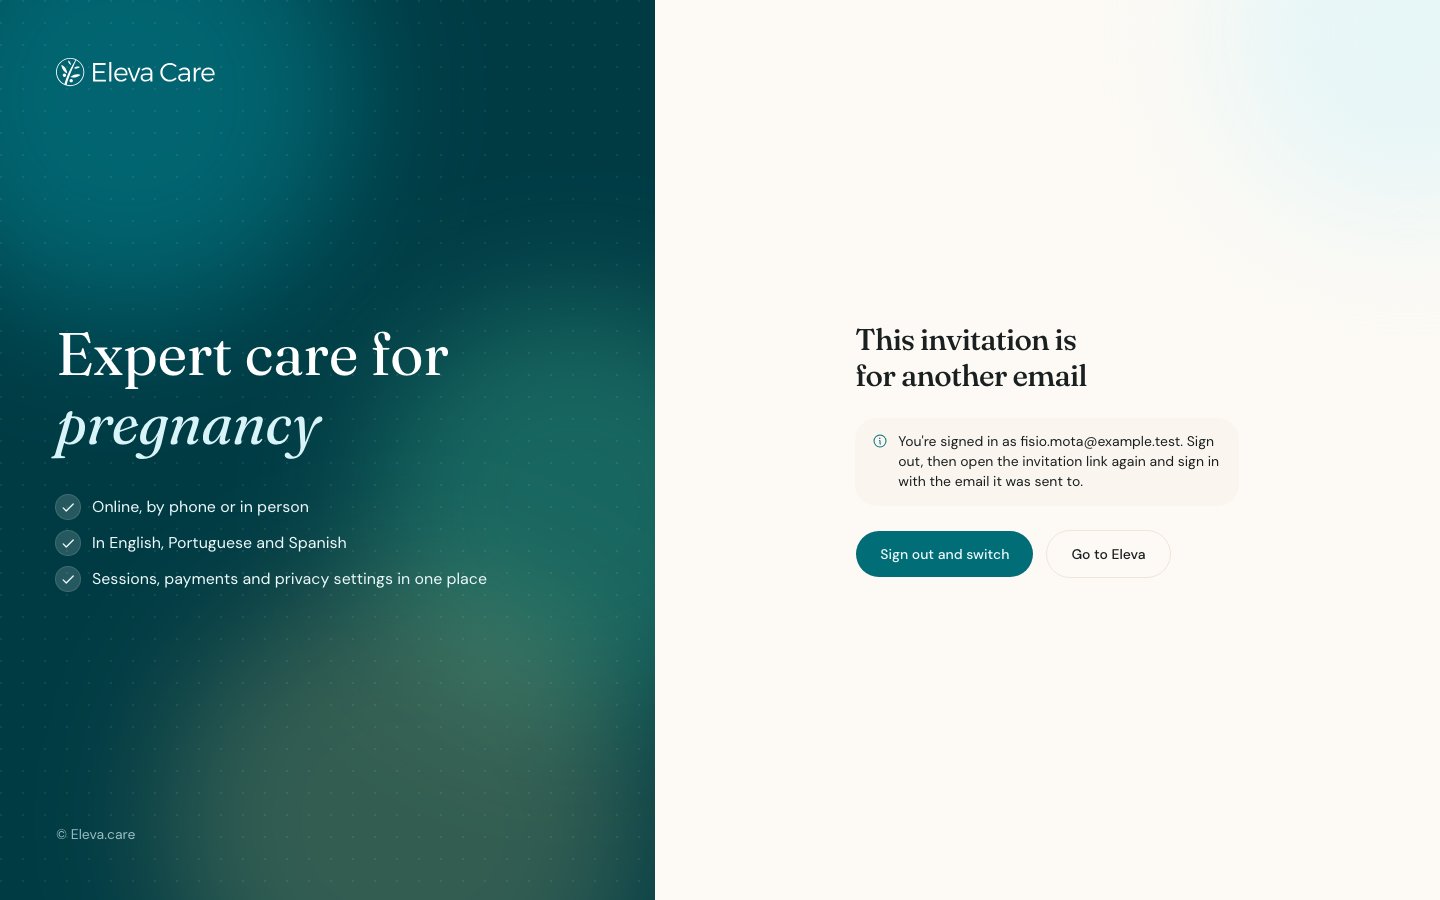 Eleva Care
Expert care for
pregnancy
Online, by phone or in person
In English, Portuguese and Spanish
Sessions, payments and privacy settings in one place
© Eleva.care
This invitation is
for another email
You're signed in as fisio.mota@example.test. Sign
out, then open the invitation link again and sign in
with the email it was sent to.
Sign out and switch
Go to Eleva